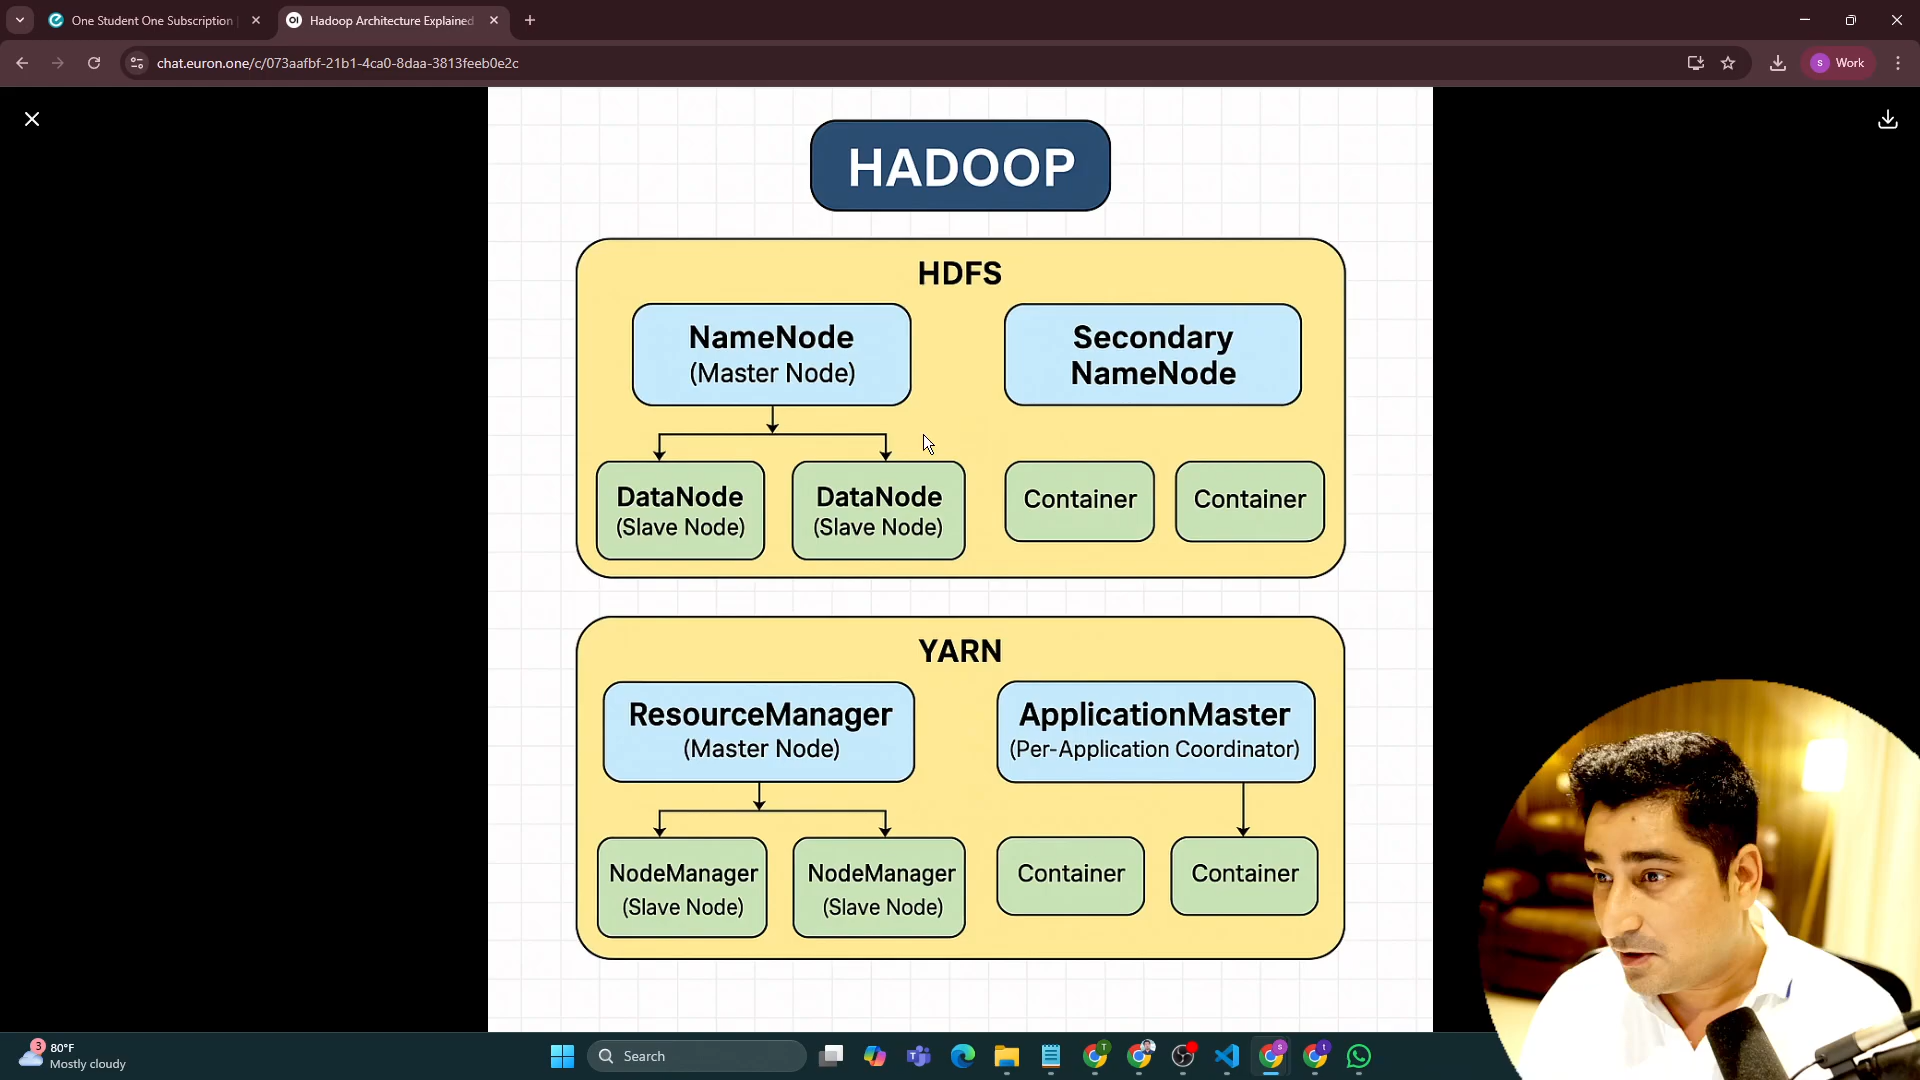 One Student One Subscription
Hadoop Architecture Explained
chat.euron.one/c/073aafbf-21b1-4ca0-8daa-3813feeb0e2c
S
Work
HADOOP
HDFS
NameNode
(Master Node)
Secondary
NameNode
DataNode
(Slave Node)
DataNode
(Slave Node)
Container
Container
YARN
ResourceManager
(Master Node)
ApplicationMaster
(Per-Application Coordinator)
NodeManager
(Slave Node)
NodeManager
(Slave Node)
Container
Container
3
80°F
Mostly cloudy
Search